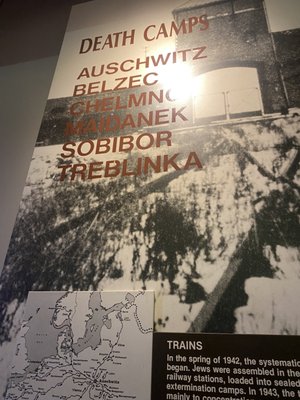 DEATH CAMPS
AUSCHWITZ
BELZEC
CHELMNO
MAIDANEK
SOBIBOR
TREBLINKA
TRAINS
In the spring of 1942, the systematic
began. Jews were assembled in the
railway stations, loaded into sealed
extermination camps. In 1943, the
mainly to